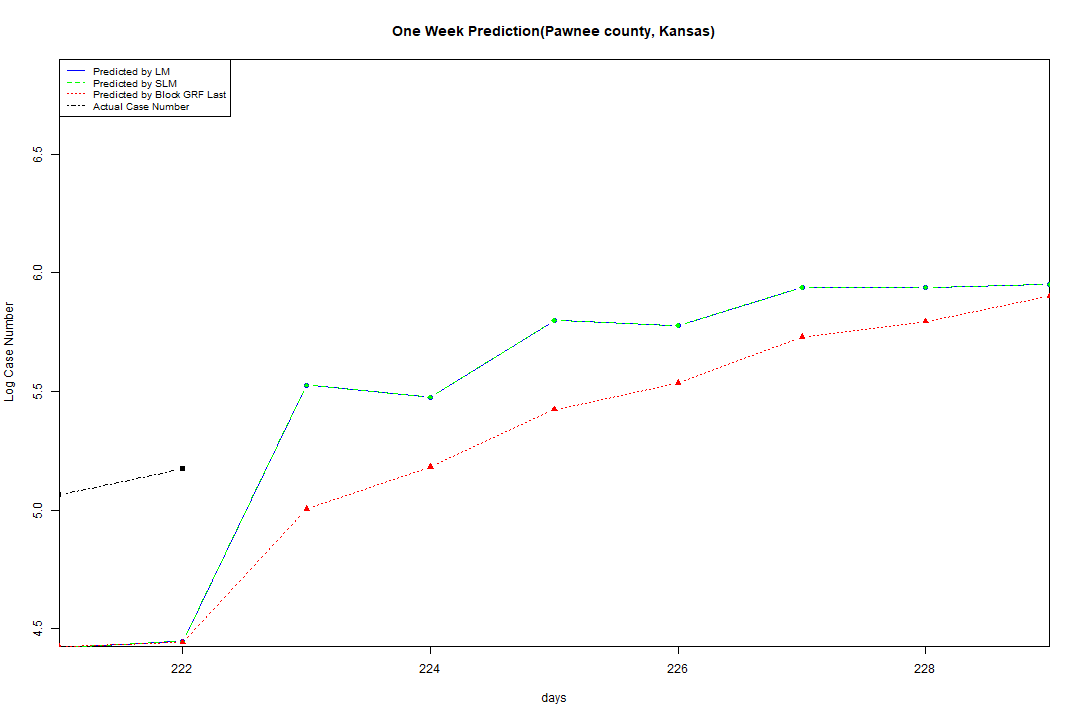 One Week Prediction(Pawnee county, Kansas)
Predicted by LM
Predicted by SLM
Predicted by Block GRF Last
Actual Case Number
6.5
6.0
5.5
5.0
4.5
Log Case Number
222
224
226
228
days